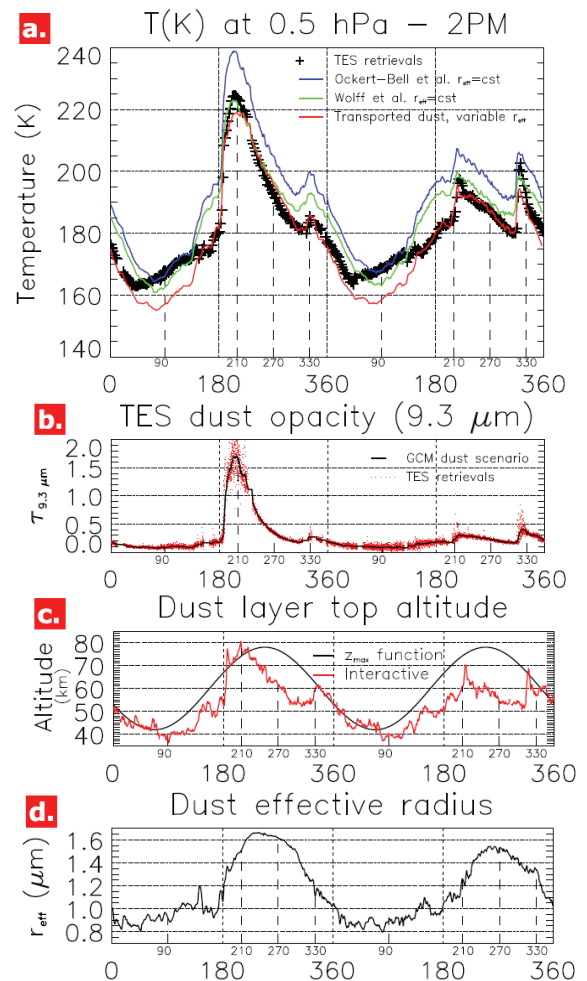 a.
T(K) at 0.5 hPa – 2PM
TES retrievals
Ockert–Bell et al. r_eff=cst
Wolff et al. r_eff=cst
Transported dust, variable r_eff
Temperature (K)
240
220
200
180
160
140
90 210 270 330 90 210 270 330
0 180 360 180 360
b.
TES dust opacity (9.3 μm)
GCM dust scenario
TES retrievals
τ_9.3 μm
2.0
1.5
1.0
0.5
0.0
90 210 270 330 90 210 270 330
0 180 360 180 360
c.
Dust layer top altitude
z_max function
Interactive
Altitude
(km)
80
70
60
50
40
90 210 270 330 90 210 270 330
0 180 360 180 360
d.
Dust effective radius
r_eff (μm)
1.6
1.4
1.2
1.0
0.8
90 210 270 330 90 210 270 330
0 180 360 180 360